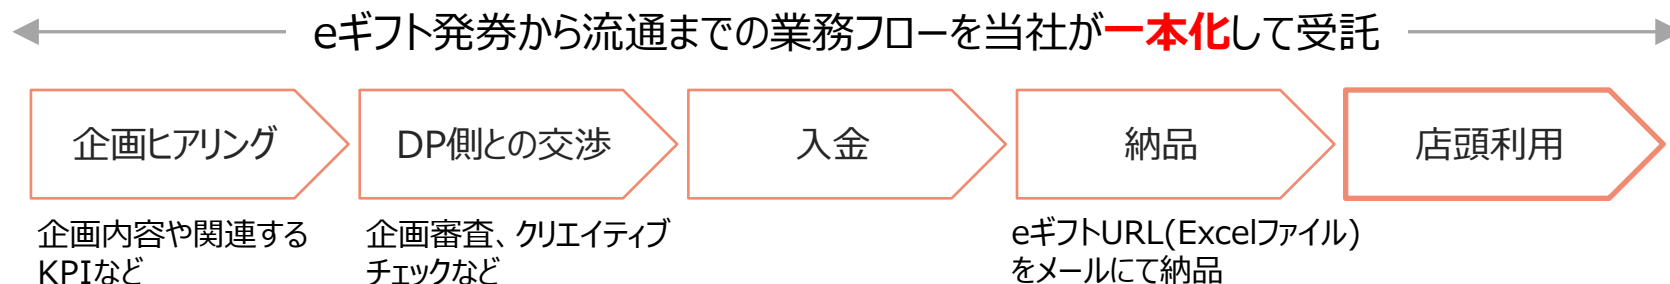 eギフト発券から流通までの業務フローを当社が一本化して受託
企画ヒアリング
DP側との交渉
入金
納品
店頭利用
企画内容や関連する
KPIなど
企画審査、クリエイティブ
チェックなど
eギフトURL(Excelファイル)
をメールにて納品